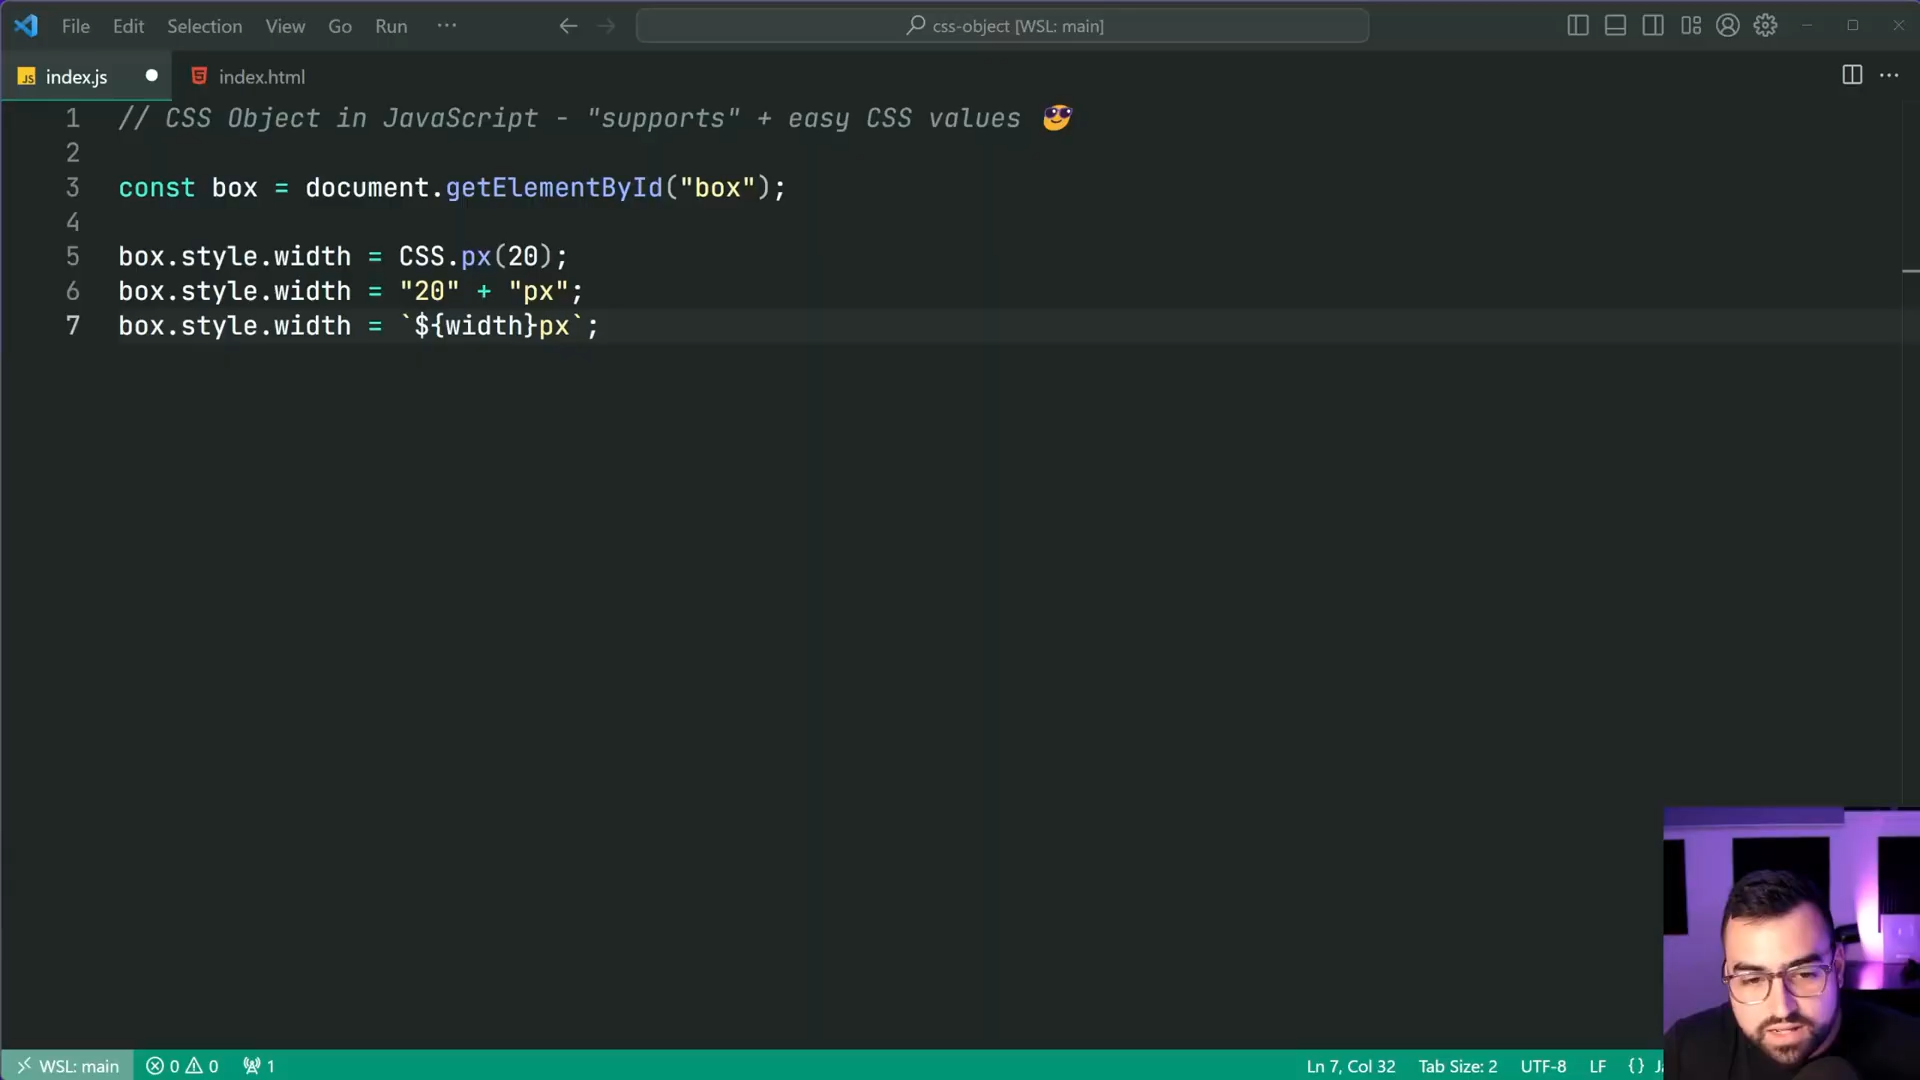 File Edit Selection View Go Run ··· css-object [WSL: main]
JS index.js index.html
1 // CSS Object in JavaScript - "supports" + easy CSS values 😎
2
3 const box = document.getElementById("box");
4
5 box.style.width = CSS.px(20);
6 box.style.width = "20" + "px";
7 box.style.width = `${width}px`;
WSL: main 0 0 1 Ln 7, Col 32 Tab Size: 2 UTF-8 LF {}